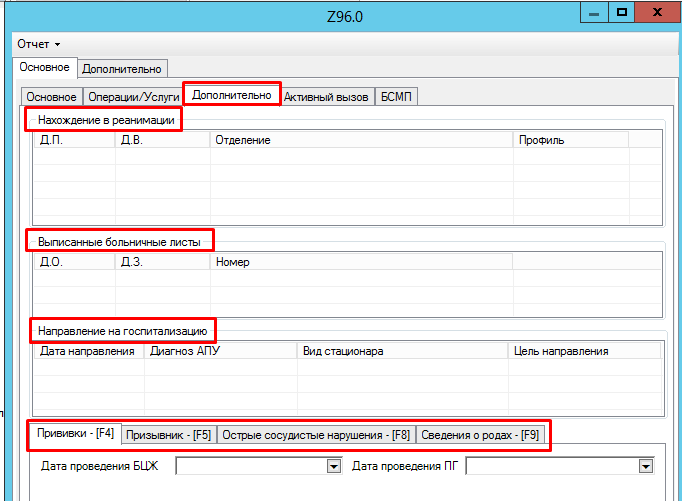 Z96.0
Отчет
Основное Дополнительно
Основное Операции/Услуги Дополнительно Активный вызов БСМП
Нахождение в реанимации
Д.П. Д.В. Отделение Профиль
Выписанные больничные листы
Д.О. Д.З. Номер
Направление на госпитализацию
Дата направления Диагноз АПУ Вид стационара Цель направления
Прививки - [F4] Призывник - [F5] Острые сосудистые нарушения - [F8] Сведения о родах - [F9]
Дата проведения БЦЖ Дата проведения ПГ